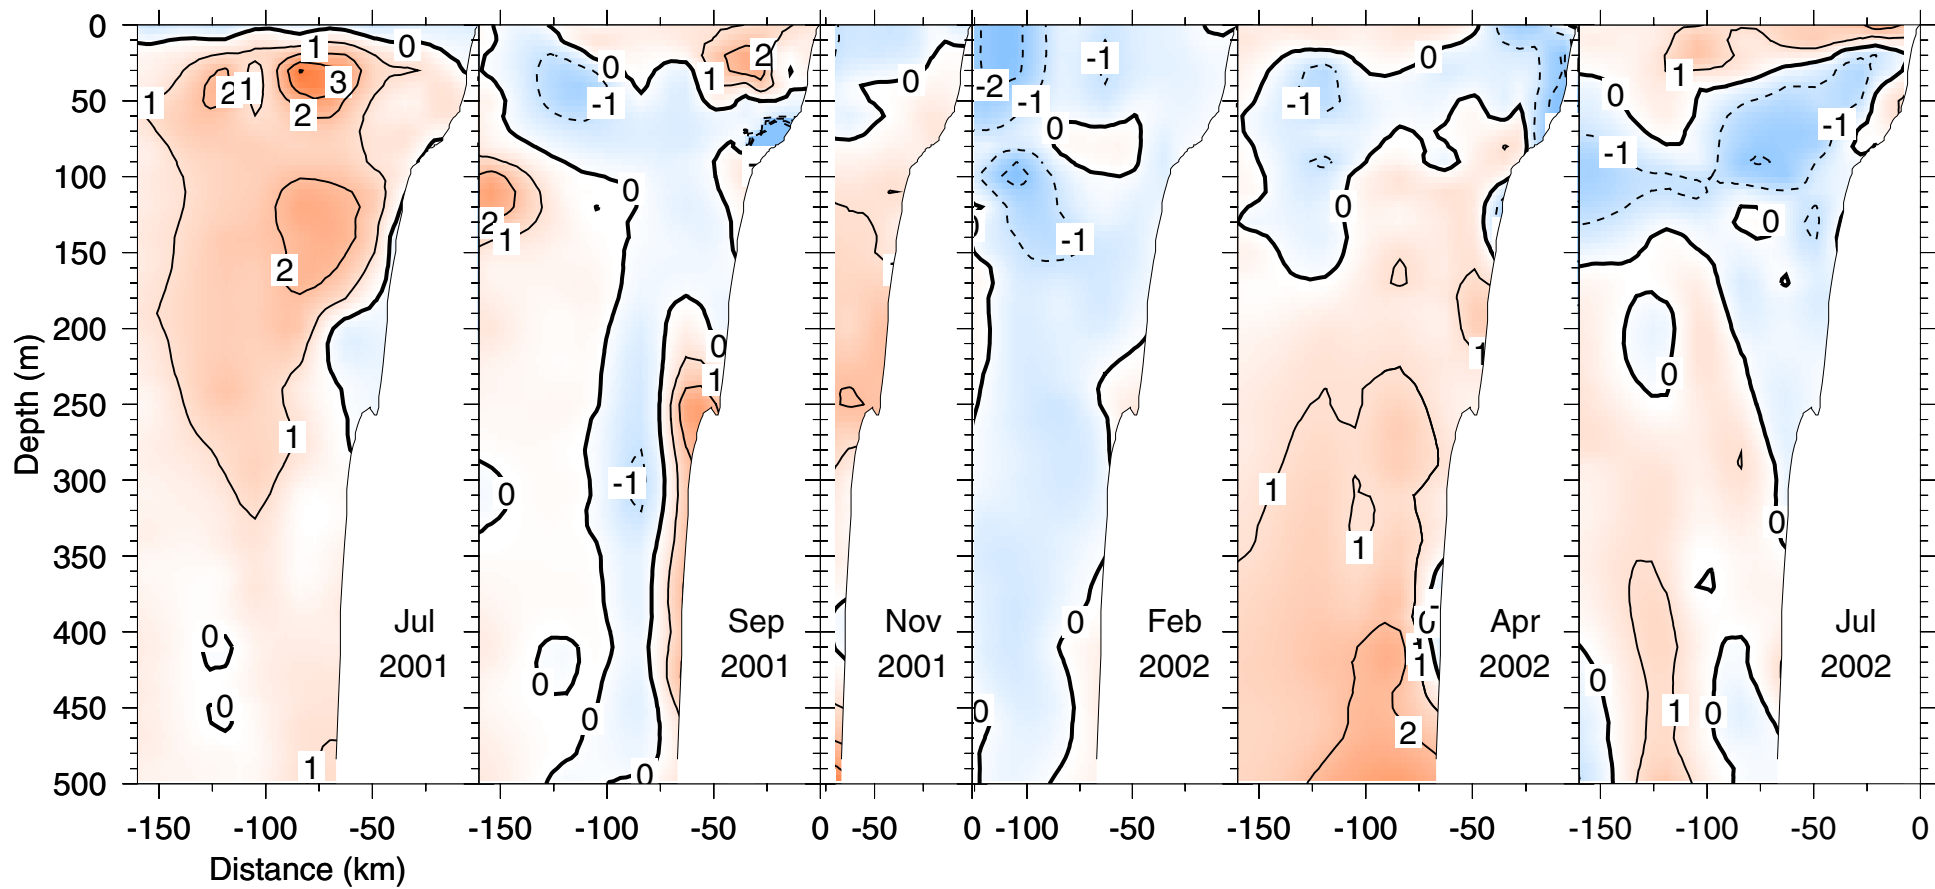 0
50
100
150
200
250
300
350
400
450
500
Depth (m)
-150 -100 -50
Distance (km)
1 0 1 2 1 3 2 2 1 0 0 1
Jul
2001
0 -1 1 2 0 2 1 0 1 -1 0 0 0 0
Sep
2001
-150 -100 -50 0
0
Nov
2001
-50 0
-2 -1 -1 0 -1 0 0
Feb
2002
-100 -50
0 -1 0 1 1 1 0 1 2
Apr
2002
-150 -100 -50
1 0 -1 -1 0 0 0 0 1 0
Jul
2002
-150 -100 -50 0